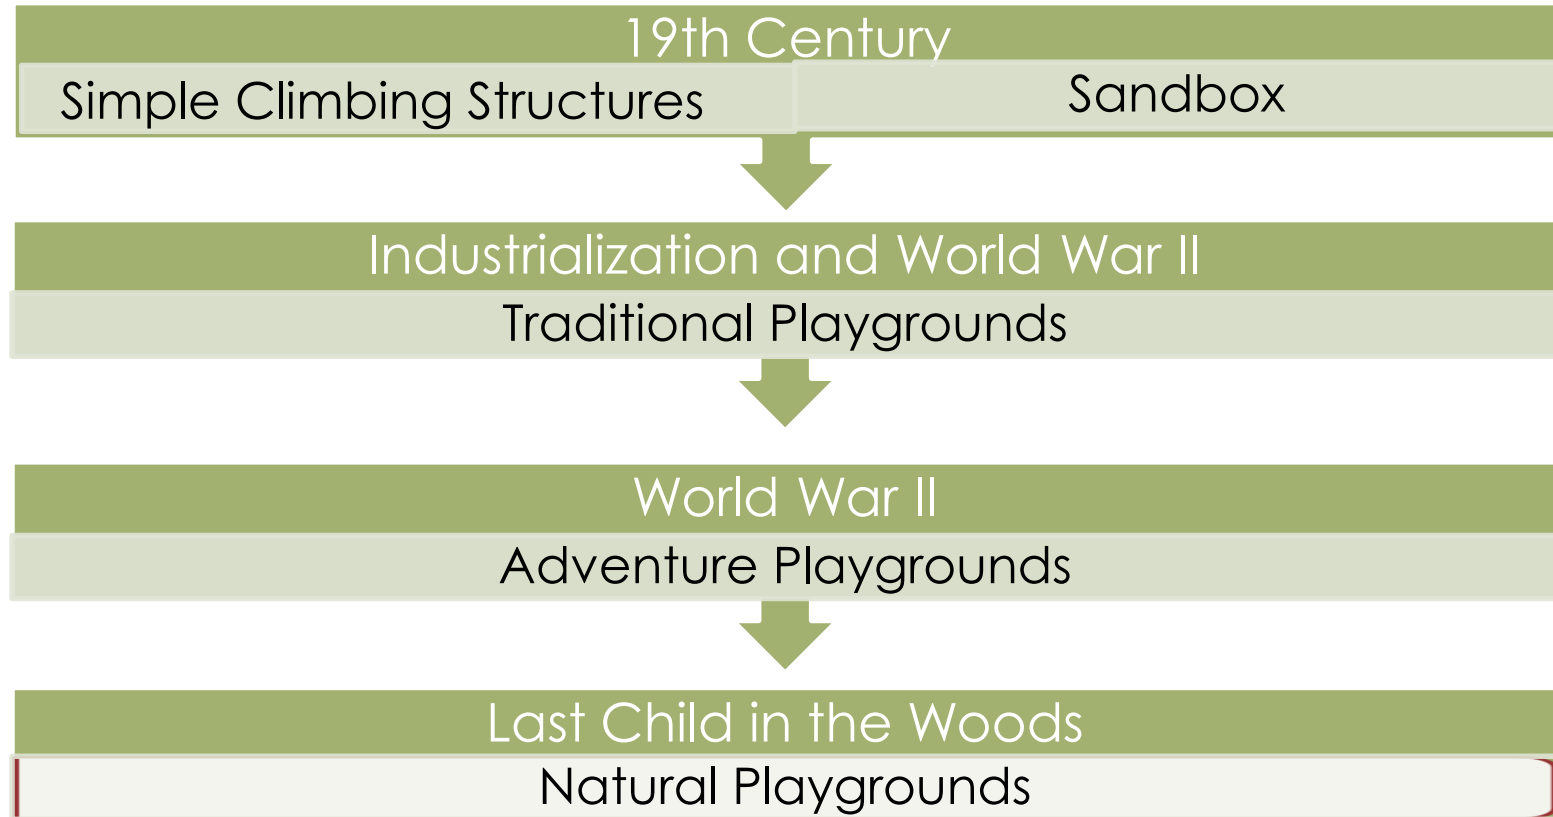 19th Century
Simple Climbing Structures
Sandbox
Industrialization and World War II
Traditional Playgrounds
World War II
Adventure Playgrounds
Last Child in the Woods
Natural Playgrounds